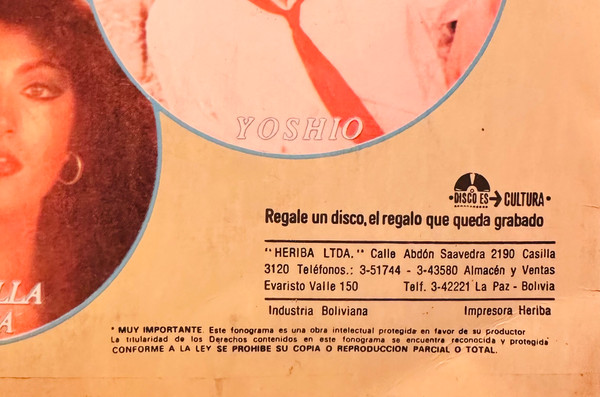 YOSHIO
LLA
A
DISCO ES → CULTURA
Regale un disco, el regalo que queda grabado
"HERIBA LTDA." Calle Abdón Saavedra 2190 Casilla
3120 Teléfonos.: 3-51744 - 3-43580 Almacén y Ventas
Evaristo Valle 150 Telf. 3-42221 La Paz - Bolivia
Industria Boliviana Impresora Heriba
* MUY IMPORTANTE. Este fonograma es una obra intelectual protegida en favor de su productor
La titularidad de los Derechos contenidos en este fonograma se encuentra reconocida y protegida
CONFORME A LA LEY SE PROHIBE SU COPIA O REPRODUCCION PARCIAL O TOTAL.